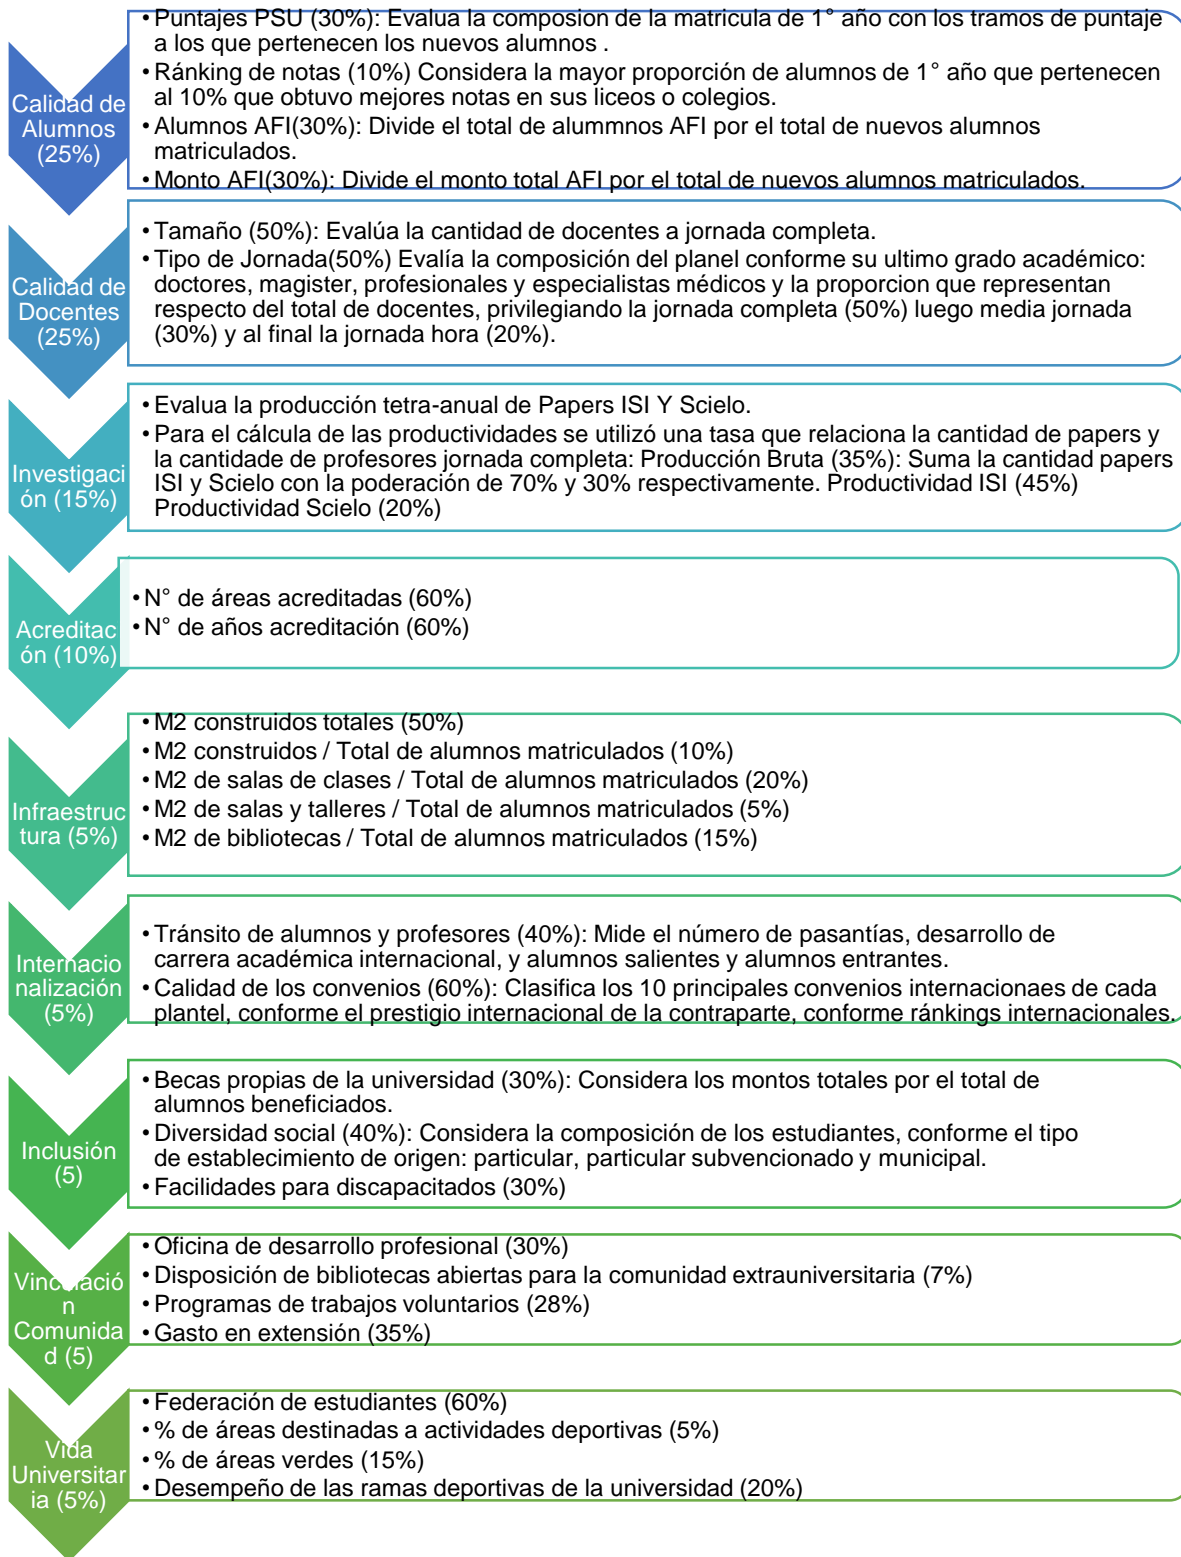 Calidad de
Alumnos
(25%)
• Puntajes PSU (30%): Evalua la composion de la matricula de 1° año con los tramos de puntaje
a los que pertenecen los nuevos alumnos .
• Ránking de notas (10%) Considera la mayor proporción de alumnos de 1° año que pertenecen
al 10% que obtuvo mejores notas en sus liceos o colegios.
• Alumnos AFI(30%): Divide el total de alummnos AFI por el total de nuevos alumnos
matriculados.
• Monto AFI(30%): Divide el monto total AFI por el total de nuevos alumnos matriculados.
Calidad de
Docentes
(25%)
• Tamaño (50%): Evalúa la cantidad de docentes a jornada completa.
• Tipo de Jornada(50%) Evalía la composición del planel conforme su ultimo grado académico:
doctores, magister, profesionales y especialistas médicos y la proporcion que representan
respecto del total de docentes, privilegiando la jornada completa (50%) luego media jornada
(30%) y al final la jornada hora (20%).
Investigaci
ón (15%)
• Evalua la producción tetra-anual de Papers ISI Y Scielo.
• Para el cálcula de las productividades se utilizó una tasa que relaciona la cantidad de papers y
la cantidade de profesores jornada completa: Producción Bruta (35%): Suma la cantidad papers
ISI y Scielo con la poderación de 70% y 30% respectivamente. Productividad ISI (45%)
Productividad Scielo (20%)
Acreditac
ón (10%)
• N° de áreas acreditadas (60%)
• N° de años acreditación (60%)
Infraestruc
tura (5%)
• M2 construidos totales (50%)
• M2 construidos / Total de alumnos matriculados (10%)
• M2 de salas de clases / Total de alumnos matriculados (20%)
• M2 de salas y talleres / Total de alumnos matriculados (5%)
• M2 de bibliotecas / Total de alumnos matriculados (15%)
Internacio
nalización
(5%)
• Tránsito de alumnos y profesores (40%): Mide el número de pasantías, desarrollo de
carrera académica internacional, y alumnos salientes y alumnos entrantes.
• Calidad de los convenios (60%): Clasifica los 10 principales convenios internacionaes de cada
plantel, conforme el prestigio internacional de la contraparte, conforme ránkings internacionales.
Inclusión
(5)
• Becas propias de la universidad (30%): Considera los montos totales por el total de
alumnos beneficiados.
• Diversidad social (40%): Considera la composición de los estudiantes, conforme el tipo
de establecimiento de origen: particular, particular subvencionado y municipal.
• Facilidades para discapacitados (30%)
Vinculació
n
Comunida
d (5)
• Oficina de desarrollo profesional (30%)
• Disposición de bibliotecas abiertas para la comunidad extrauniversitaria (7%)
• Programas de trabajos voluntarios (28%)
• Gasto en extensión (35%)
Vida
Universitar
ia (5%)
• Federación de estudiantes (60%)
• % de áreas destinadas a actividades deportivas (5%)
• % de áreas verdes (15%)
• Desempeño de las ramas deportivas de la universidad (20%)